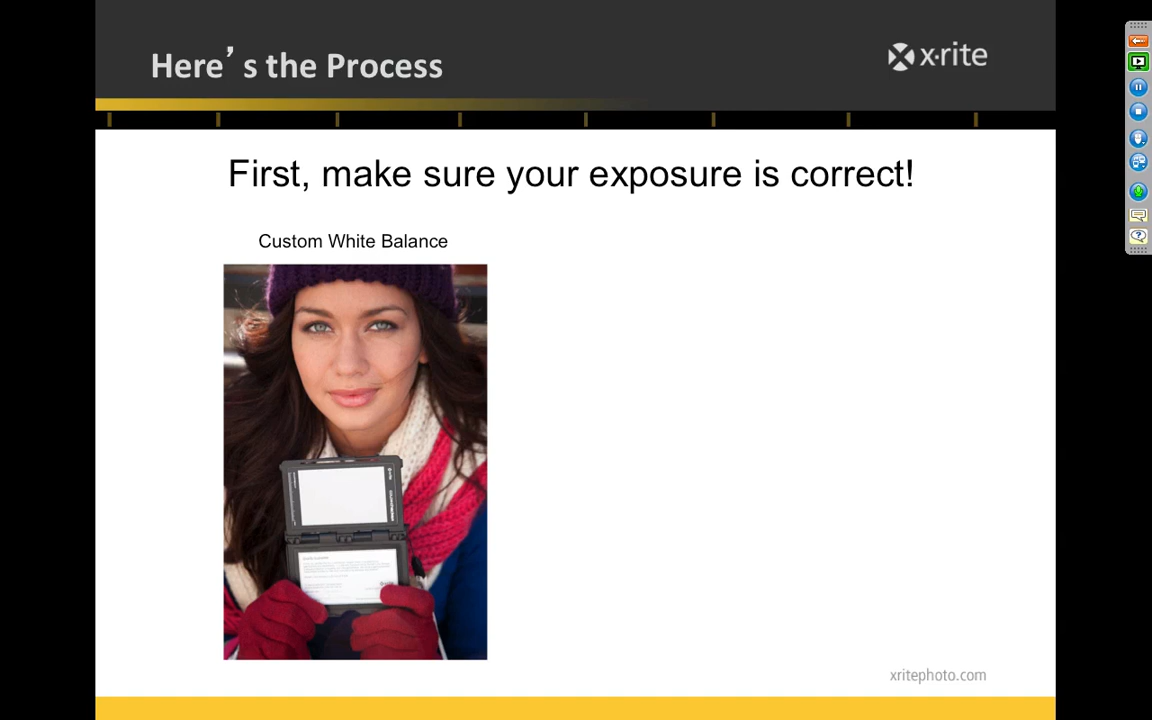 Here’s the Process
x·rite
First, make sure your exposure is correct!
Custom White Balance
xritephoto.com